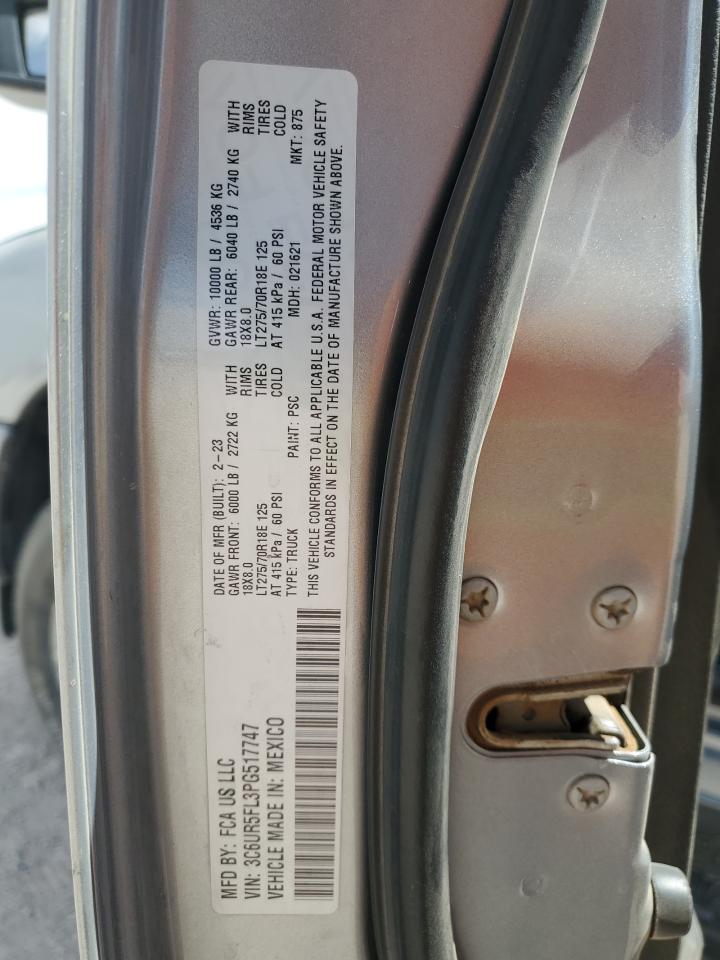 MFD BY: FCA US LLC
VIN: 3C6UR5FL3PG517747
VEHICLE MADE IN: MEXICO
DATE OF MFR (BUILT): 2-23 GVWR: 10000 LB / 4536 KG
GAWR FRONT: 6000 LB / 2722 KG WITH GAWR REAR: 6040 LB / 2740 KG WITH
18X8.0 RIMS 18X8.0 RIMS
LT275/70R18E 125 TIRES LT275/70R18E 125 TIRES
AT 415 kPa / 60 PSI COLD AT 415 kPa / 60 PSI COLD
TYPE: TRUCK PAINT: PSC MDH: 021621 MKT: 875
THIS VEHICLE CONFORMS TO ALL APPLICABLE U.S.A. FEDERAL MOTOR VEHICLE SAFETY
STANDARDS IN EFFECT ON THE DATE OF MANUFACTURE SHOWN ABOVE.